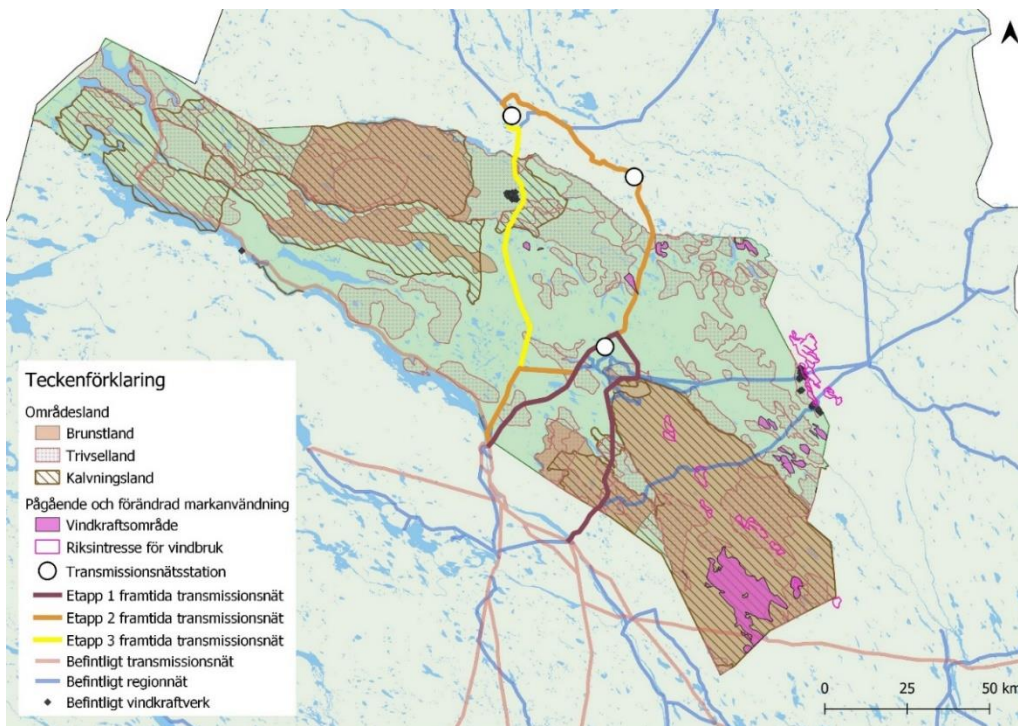 Teckenförklaring
Områdesland
Brunstland
Trivselland
Kalvningsland
Pågående och förändrad markanvändning
Vindkraftsområde
Riksintresse för vindbruk
Transmissionsnätsstation
Etapp 1 framtida transmissionsnät
Etapp 2 framtida transmissionsnät
Etapp 3 framtida transmissionsnät
Befintligt transmissionsnät
Befintligt regionnät
Befintligt vindkraftverk
0 25 50 km